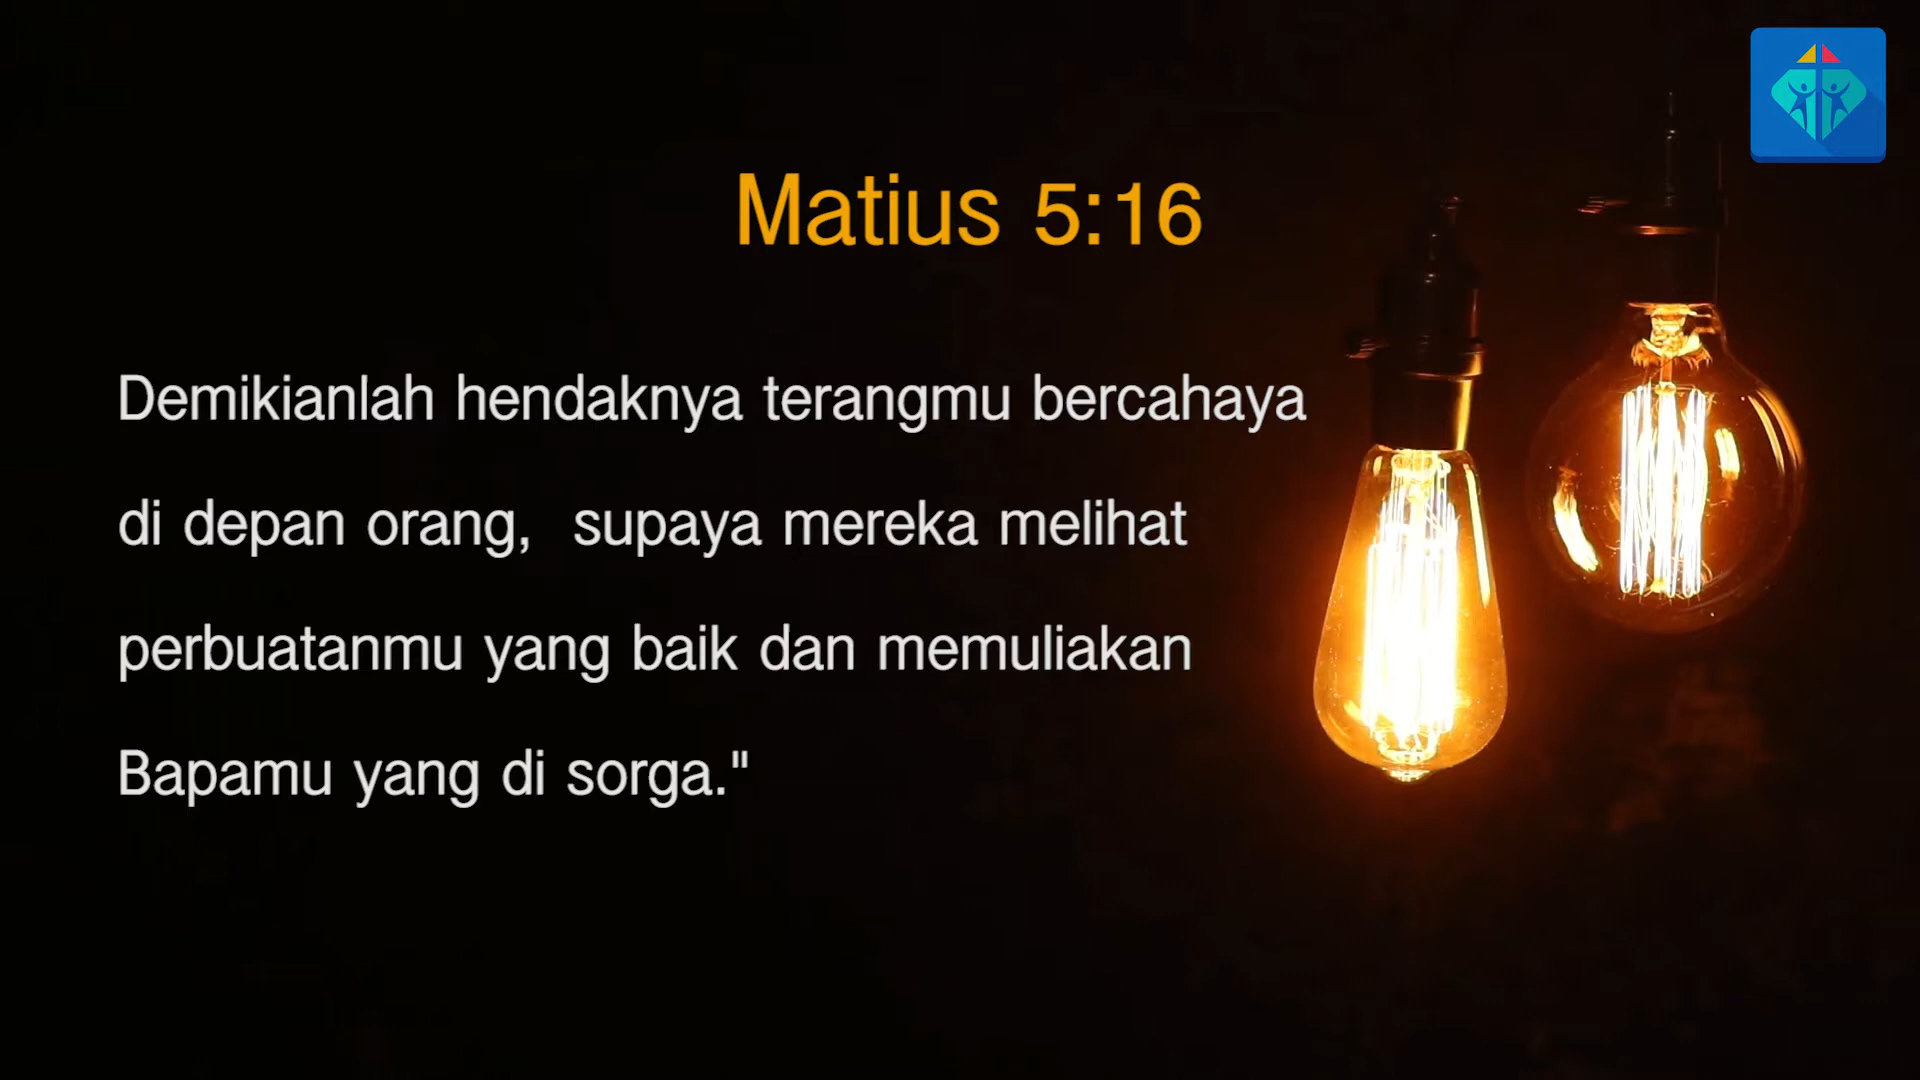 Matius 5:16
Demikianlah hendaknya terangmu bercahaya
di depan orang,  supaya mereka melihat
perbuatanmu yang baik dan memuliakan
Bapamu yang di sorga."